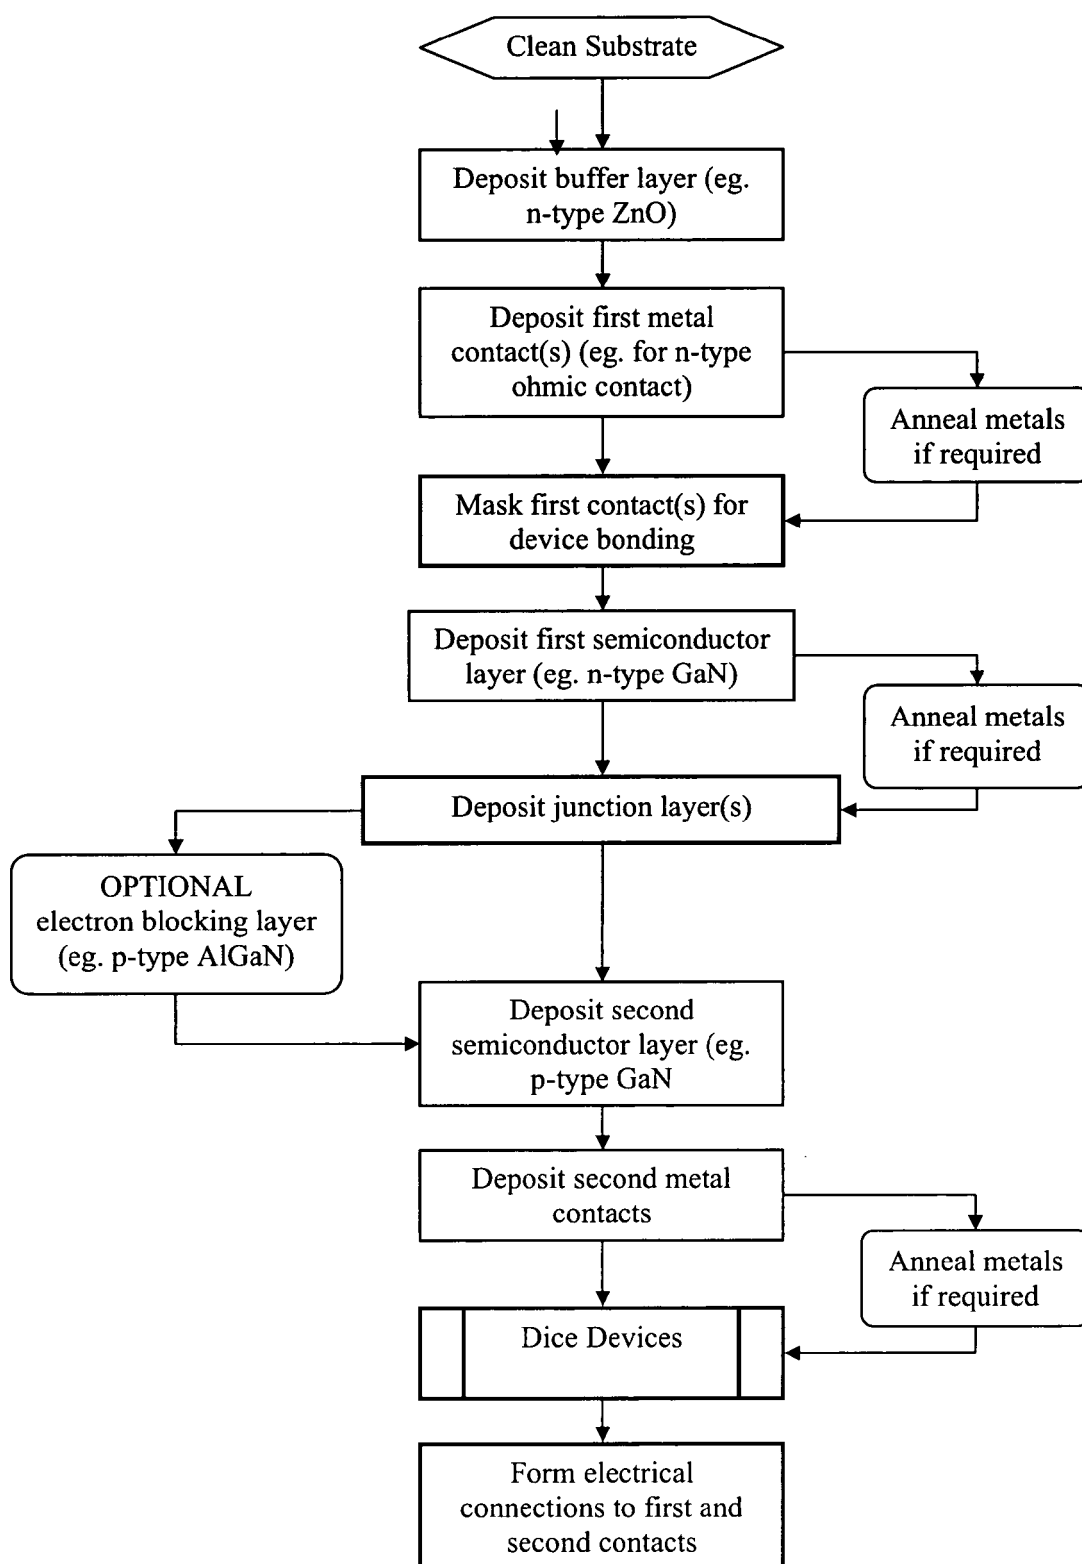 Clean Substrate
Deposit buffer layer (eg.
n-type ZnO)
Deposit first metal
contact(s) (eg. for n-type
ohmic contact)
Anneal metals
if required
Mask first contact(s) for
device bonding
Deposit first semiconductor
layer (eg. n-type GaN)
Anneal metals
if required
Deposit junction layer(s)
OPTIONAL
electron blocking layer
(eg. p-type AlGaN)
Deposit second
semiconductor layer (eg.
p-type GaN
Deposit second metal
contacts
Anneal metals
if required
Dice Devices
Form electrical
connections to first and
second contacts